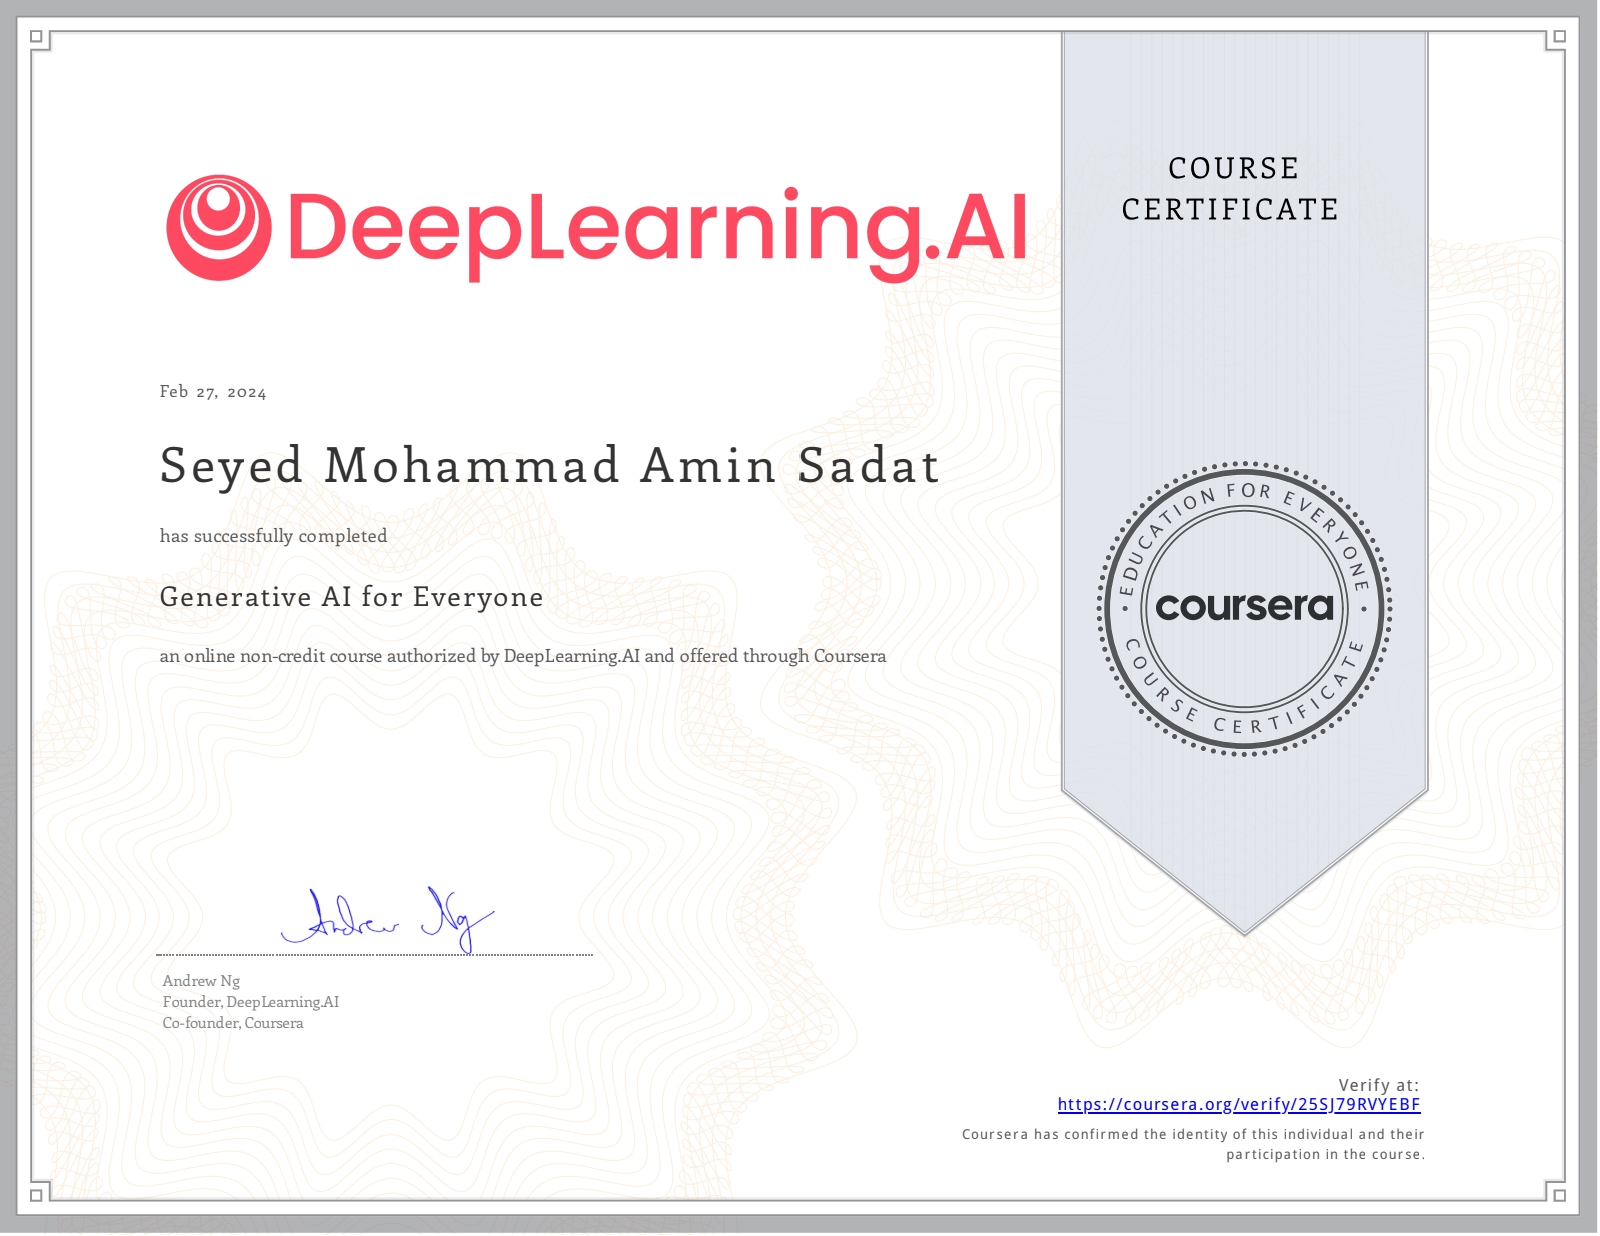 DeepLearning.AI
COURSE
CERTIFICATE
Feb 27, 2024
Seyed Mohammad Amin Sadat
has successfully completed
Generative AI for Everyone
an online non-credit course authorized by DeepLearning.AI and offered through Coursera
EDUCATION FOR EVERYONE
coursera
COURSE CERTIFICATE
Andrew Ng
Andrew Ng
Founder, DeepLearning.AI
Co-founder, Coursera
Verify at:
https://coursera.org/verify/25SJ79RVYEBF
Coursera has confirmed the identity of this individual and their
participation in the course.